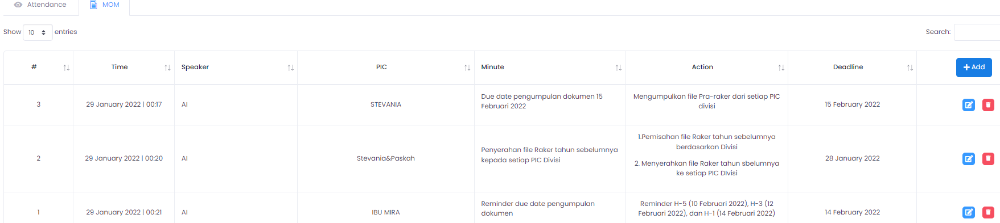 Attendance MOM
Show 10 entries Search:
# Time Speaker PIC Minute Action Deadline + Add
3 29 January 2022 | 00:17 AI STEVANIA Due date pengumpulan dokumen 15 Mengumpulkan file Pra-raker dari setiap PIC 15 February 2022
Februari 2022 divisi
1.Pemisahan file Raker tahun sebelumnya
berdasarkan Divisi
2 29 January 2022 | 00:20 AI Stevania&Paskah Penyerahan file Raker tahun sebelumnya 28 January 2022
kepada setiap PIC Divisi
2. Menyerahkan file Raker tahun sbelumnya
ke setiap PIC DIvisi
1 29 January 2022 | 00:21 AI IBU MIRA Reminder due date pengumpulan Reminder H-5 (10 Februari 2022), H-3 (12 14 February 2022
dokumen Februari 2022), dan H-1 (14 Februari 2022)